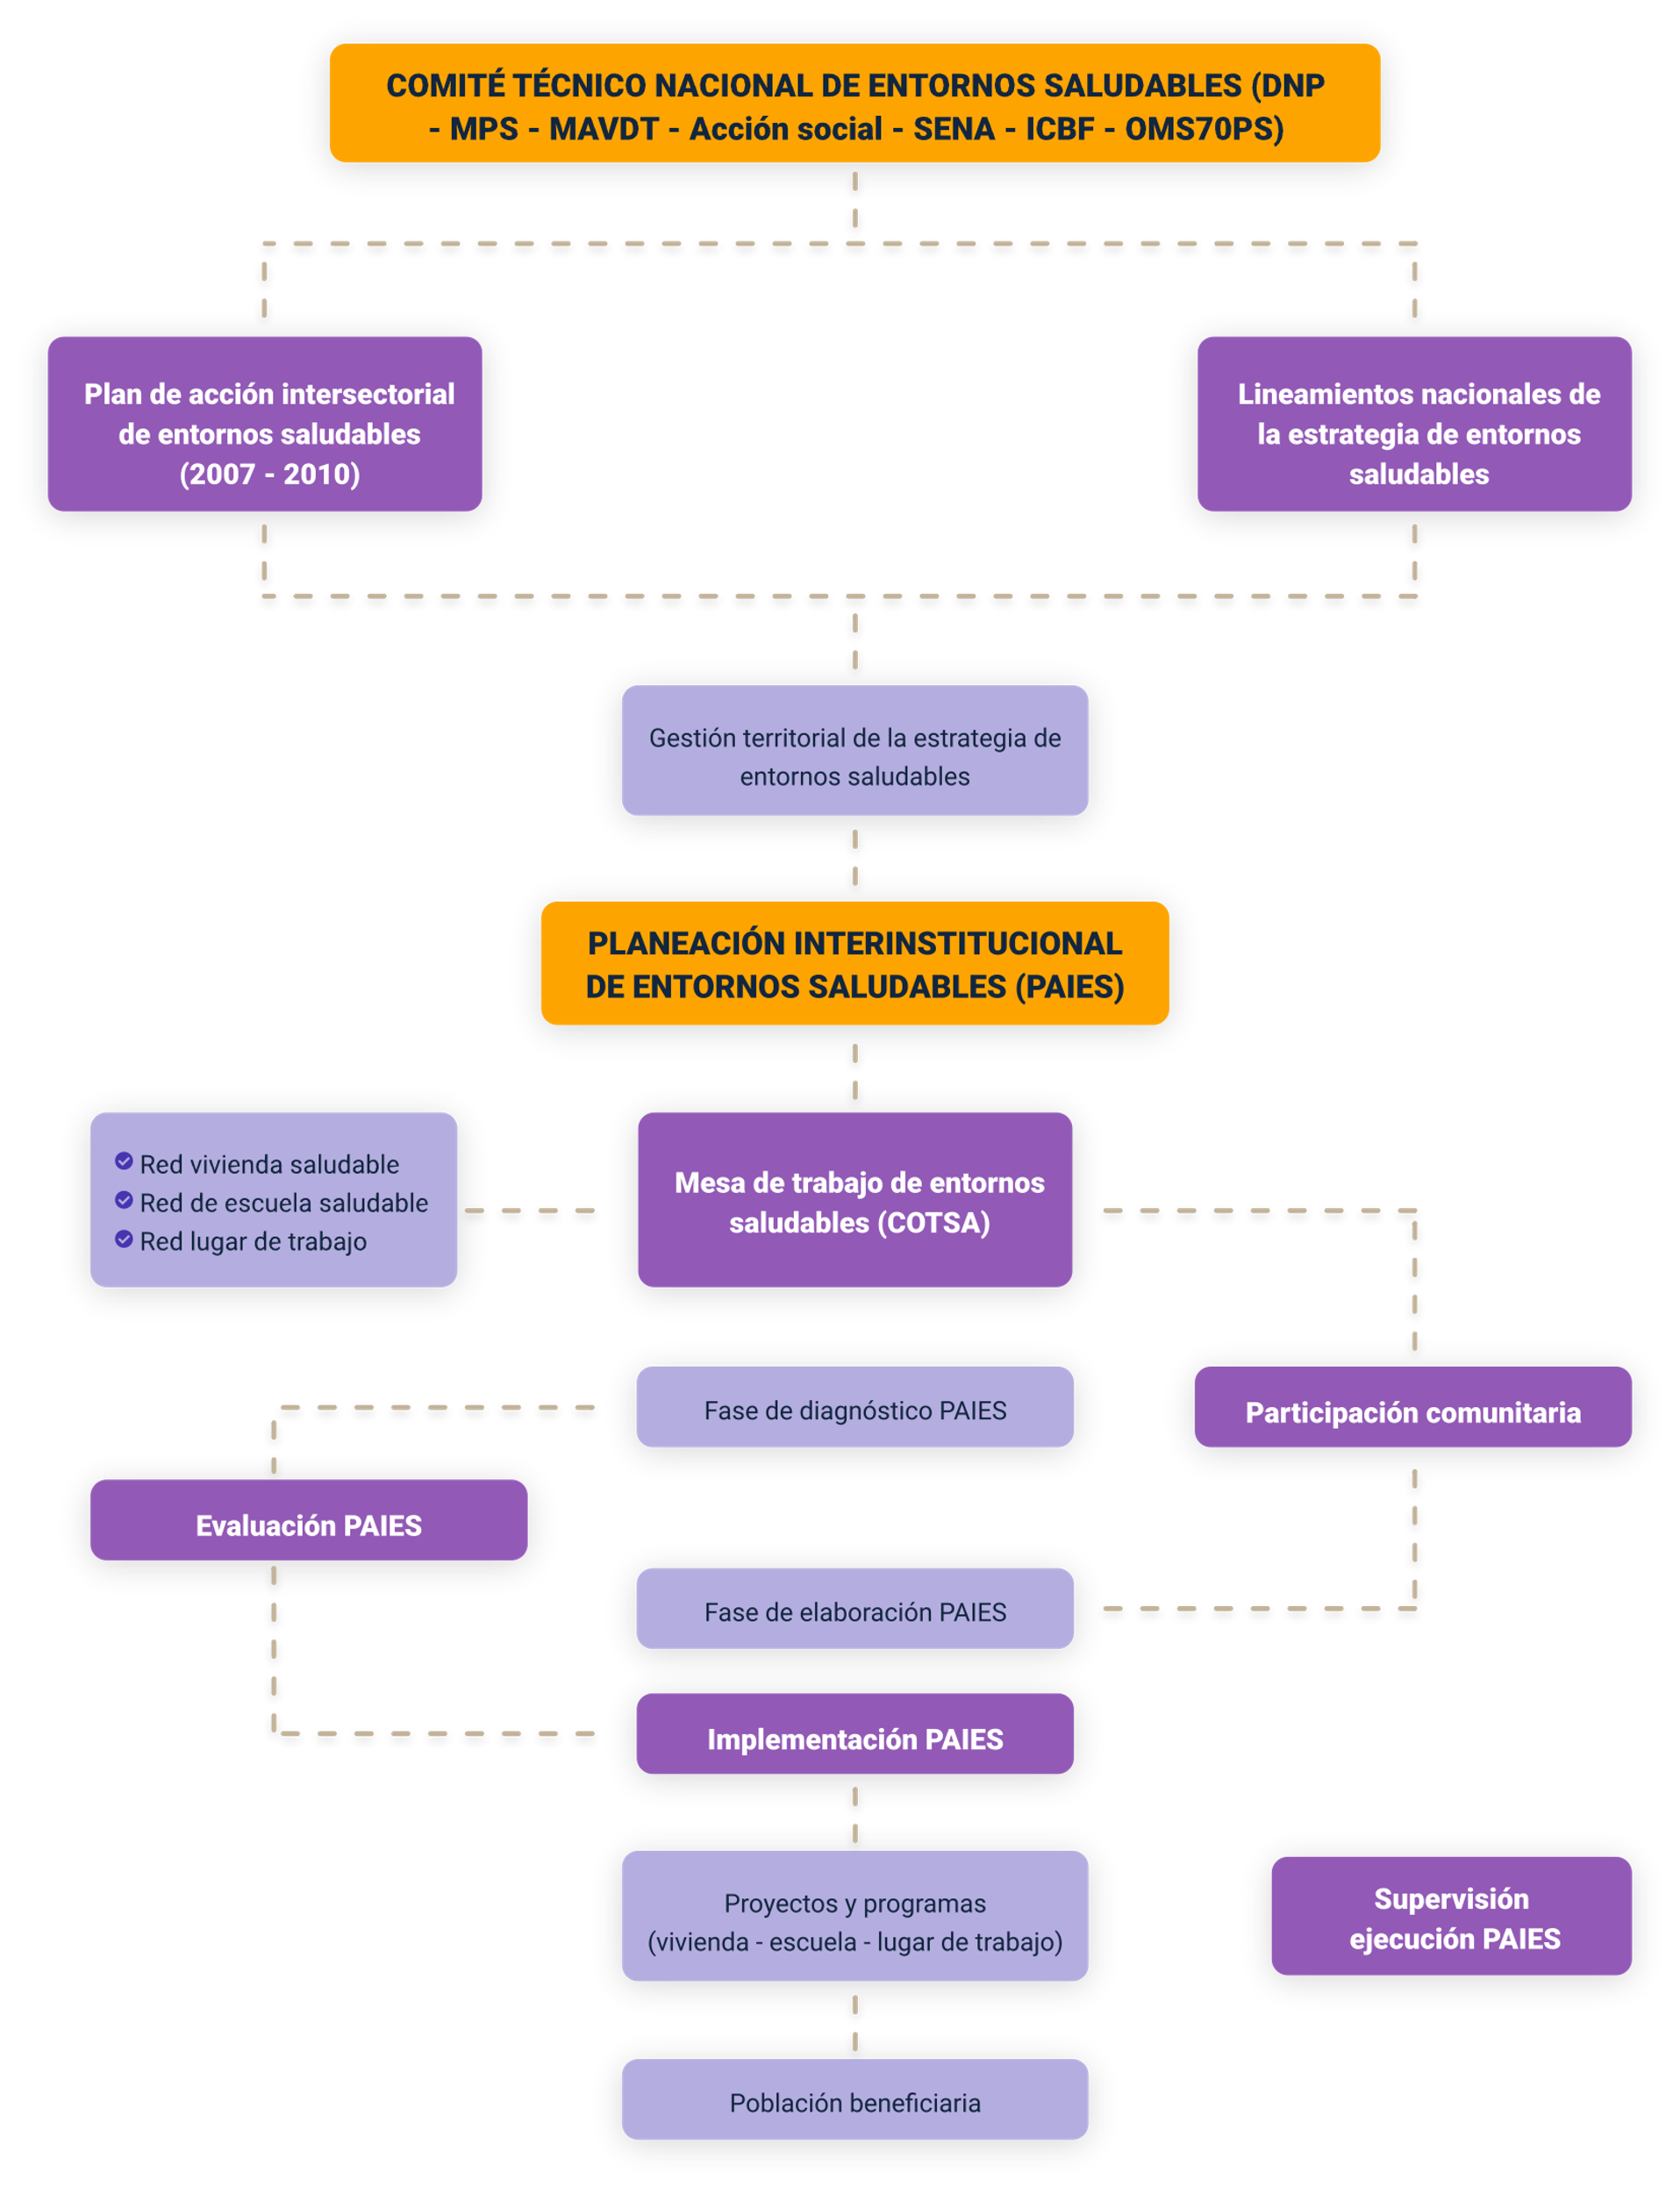 COMITÉ TÉCNICO NACIONAL DE ENTORNOS SALUDABLES (DNP
- MPS - MAVDT - Acción social - SENA - ICBF - OMS70PS)
Plan de acción intersectorial
de entornos saludables
(2007 - 2010)
Lineamientos nacionales de
la estrategia de entornos
saludables
Gestión territorial de la estrategia de
entornos saludables
PLANEACIÓN INTERINSTITUCIONAL
DE ENTORNOS SALUDABLES (PAIES)
Red vivienda saludable
Red de escuela saludable
Red lugar de trabajo
Mesa de trabajo de entornos
saludables (COTSA)
Fase de diagnóstico PAIES
Participación comunitaria
Evaluación PAIES
Fase de elaboración PAIES
Implementación PAIES
Proyectos y programas
(vivienda - escuela - lugar de trabajo)
Supervisión
ejecución PAIES
Población beneficiaria